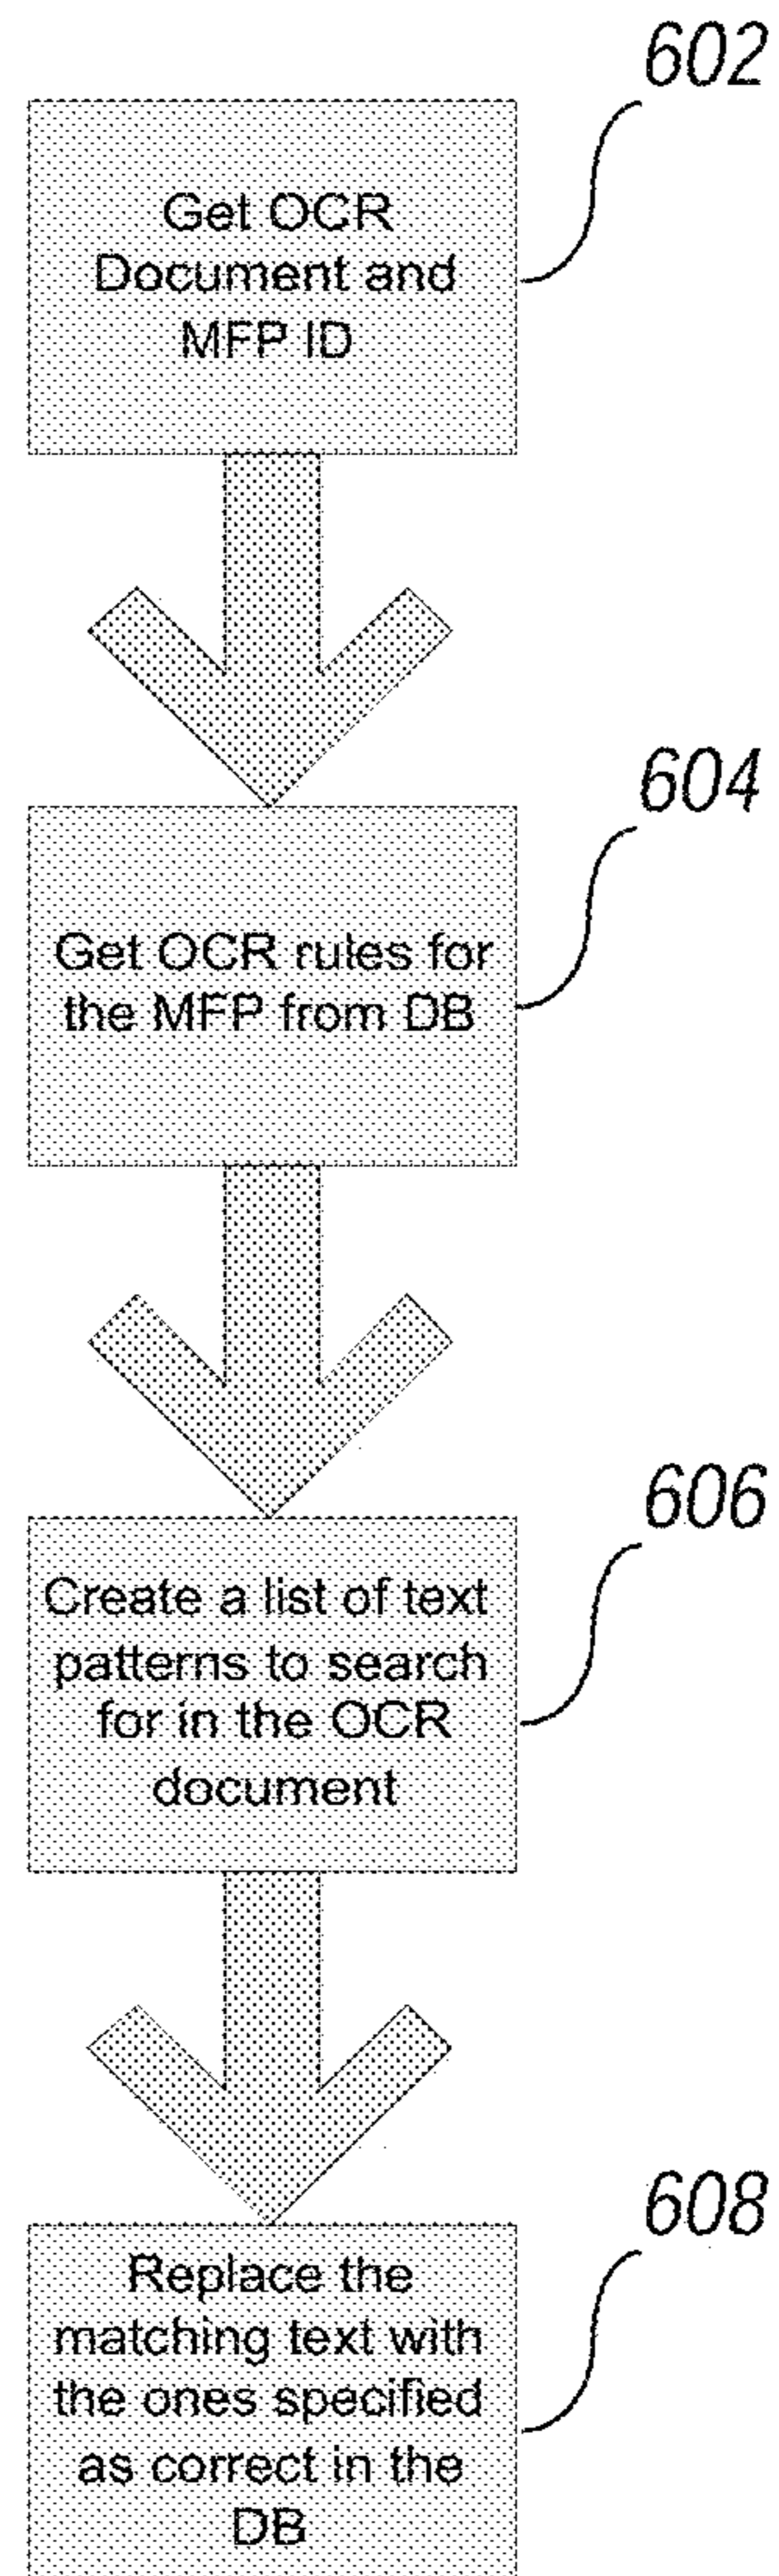 602
Get OCR
Document and
MFP ID
604
Get OCR rules for
the MFP from DB
606
Create a list of text
patterns to search
for in the OCR
document
608
Replace the
matching text with
the ones specified
as correct in the
DB